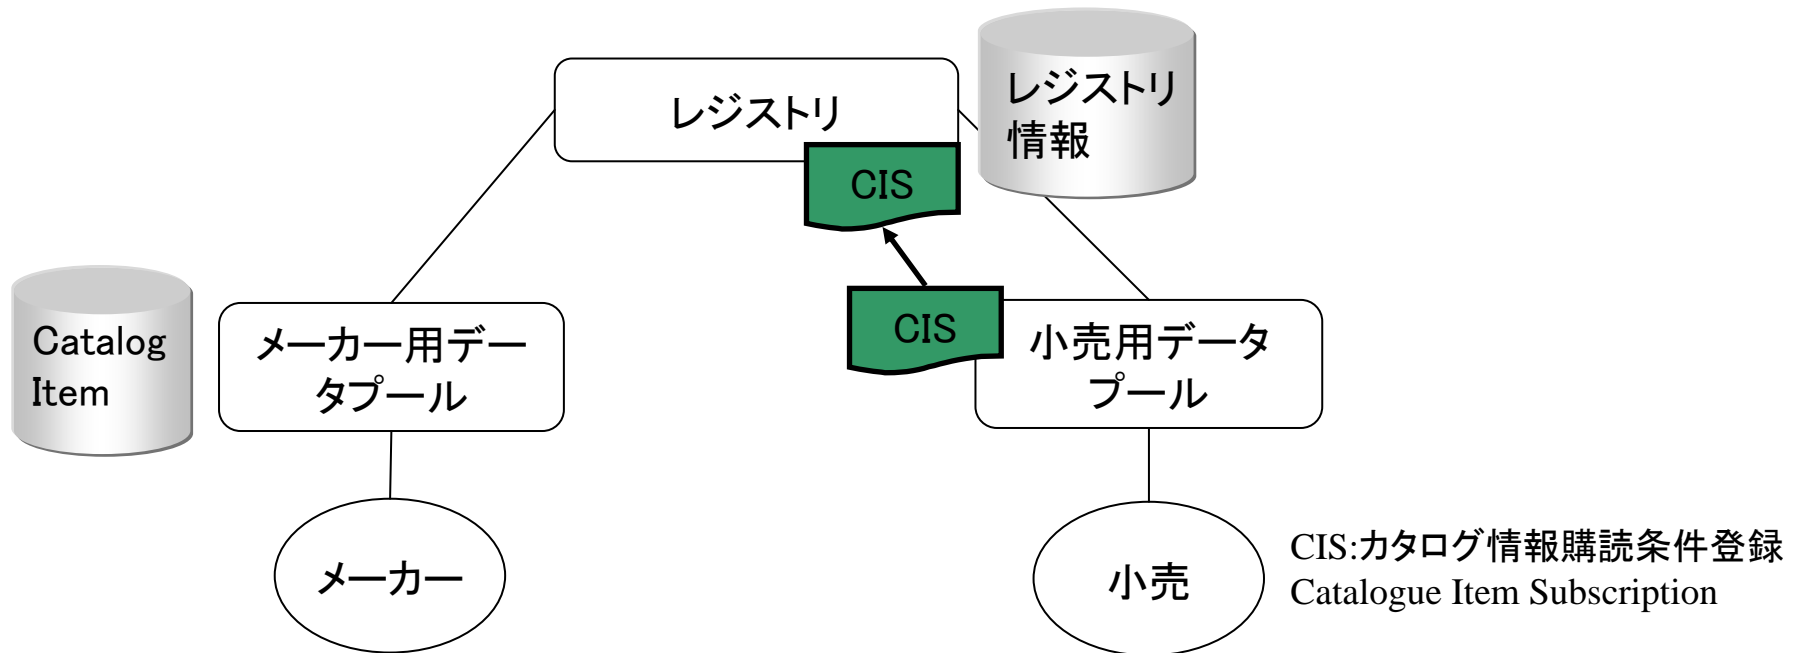 レジストリ
レジストリ
情報
CIS
CIS
Catalog
Item
メーカー用デー
タプール
小売用データ
プール
メーカー
小売
CIS:カタログ情報購読条件登録
Catalogue Item Subscription